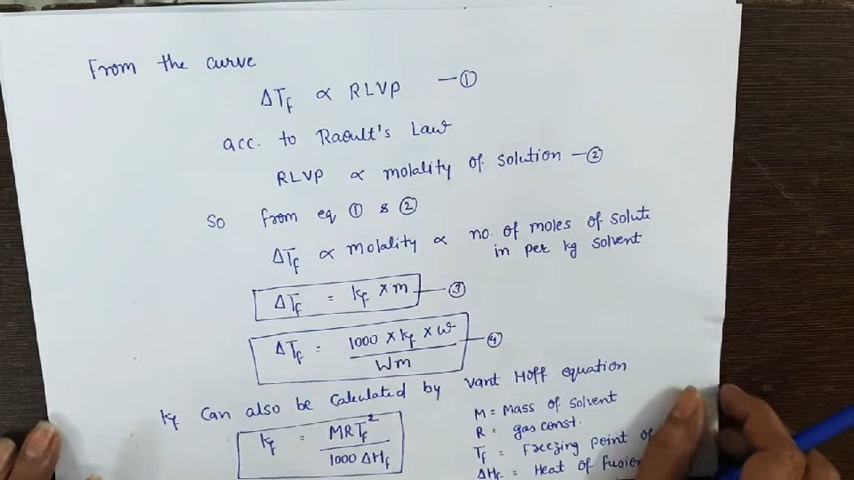 From the curve
ΔTf ∝ RLVP — ①
acc. to Raoult's Law
RLVP ∝ molality of solution — ②
So from eq ① & ②
ΔTf ∝ molality ∝ no. of moles of solute
in per kg solvent
ΔTf = kf × m — ③
ΔTf = 1000 × kf × w / Wm — ④
kf can also be calculated by Vant Hoff equation
kf = MRTf² / 1000 ΔHf
M = Mass of solvent
R = gas const.
Tf = Freezing point of
ΔHf = Heat of fusion